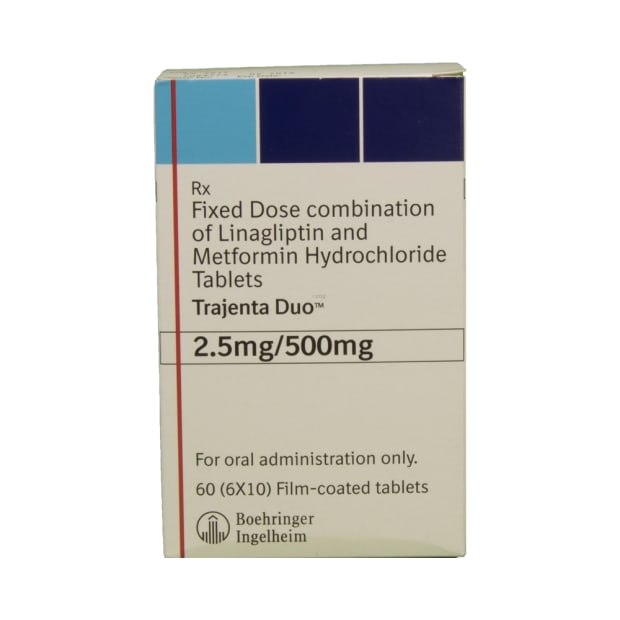 Rx
Fixed Dose combination
of Linagliptin and
Metformin Hydrochloride
Tablets
Trajenta Duo™
2.5mg/500mg
For oral administration only.
60 (6X10) Film-coated tablets
Boehringer
Ingelheim